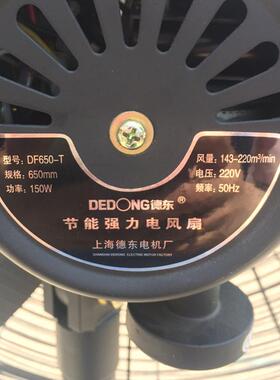 型号: DF650-T
规格: 650mm
功率: 150W
风量: 143-220m³/min
电压: 220V
频率: 50Hz
DEDONG德东®
节能强力电风扇
上海德东电机厂
SHANGHAI DEDONG ELECTRIC MOTOR FACTORY